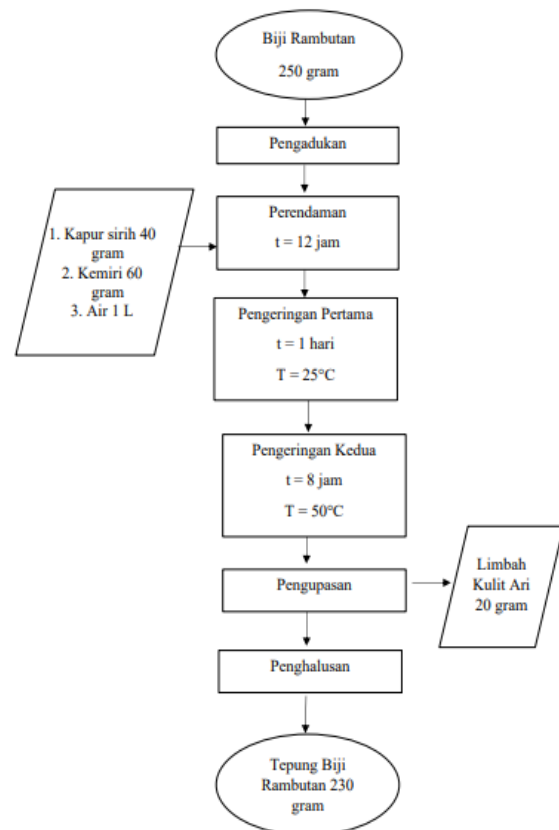 Biji Rambutan
250 gram
Pengadukan
Perendaman
t = 12 jam
1. Kapur sirih 40
gram
2. Kemiri 60
gram
3. Air 1 L
Pengeringan Pertama
t = 1 hari
T = 25°C
Pengeringan Kedua
t = 8 jam
T = 50°C
Pengupasan
Limbah
Kulit Ari
20 gram
Penghalusan
Tepung Biji
Rambutan 230
gram